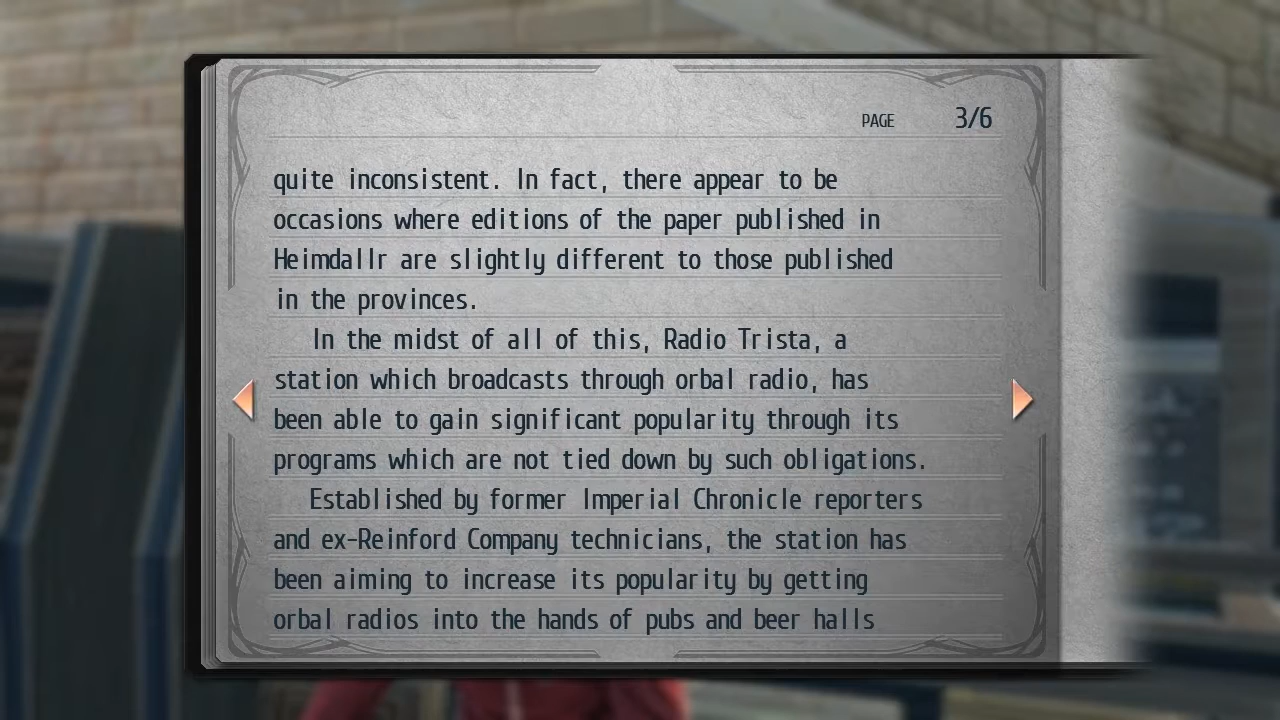 PAGE 3/6
quite inconsistent. In fact, there appear to be
occasions where editions of the paper published in
Heimdallr are slightly different to those published
in the provinces.
In the midst of all of this, Radio Trista, a
station which broadcasts through orbal radio, has
been able to gain significant popularity through its
programs which are not tied down by such obligations.
Established by former Imperial Chronicle reporters
and ex-Reinford Company technicians, the station has
been aiming to increase its popularity by getting
orbal radios into the hands of pubs and beer halls